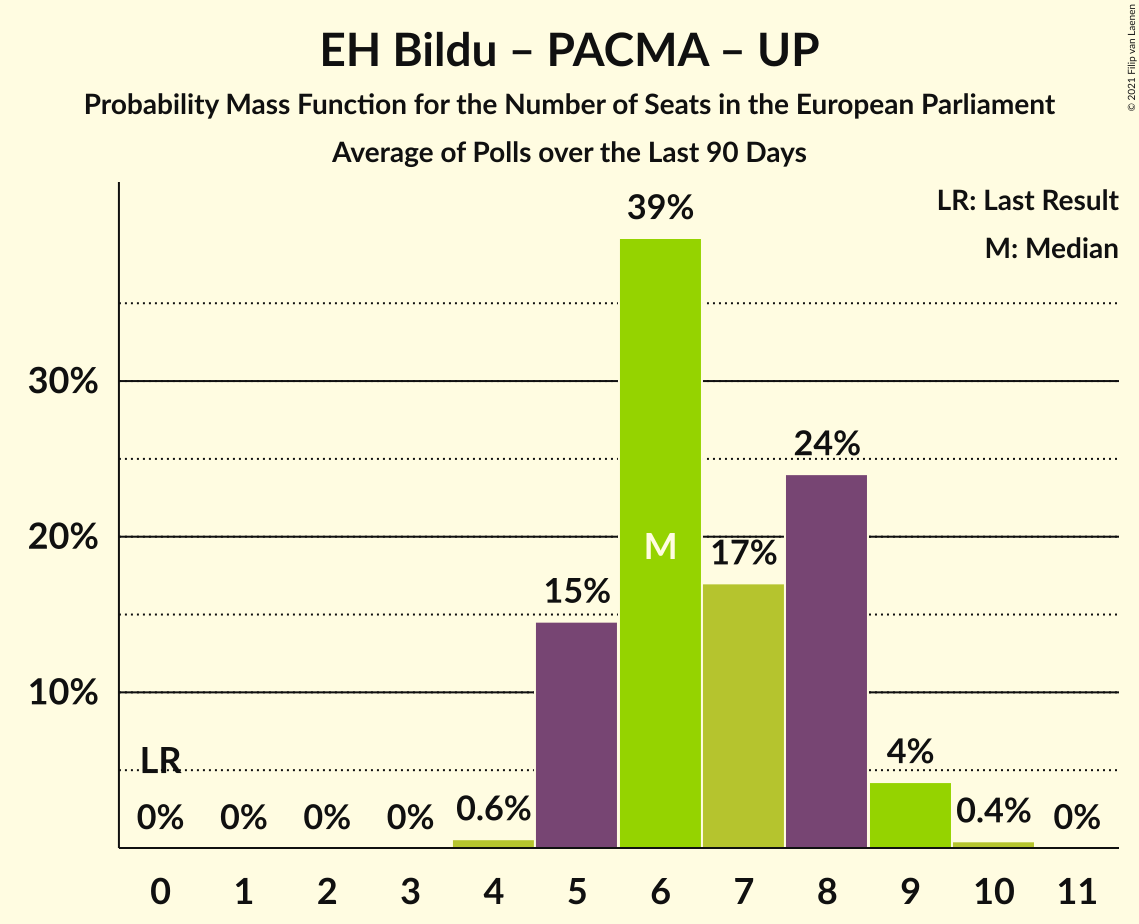 EH Bildu – PACMA – UP
Probability Mass Function for the Number of Seats in the European Parliament
Average of Polls over the Last 90 Days
© 2021 Filip van Laenen
LR: Last Result
M: Median
39%
30%
24%
20%
M
17%
15%
10%
LR
4%
0% 0% 0% 0% 0.6% 0.4% 0%
0 1 2 3 4 5 6 7 8 9 10 11